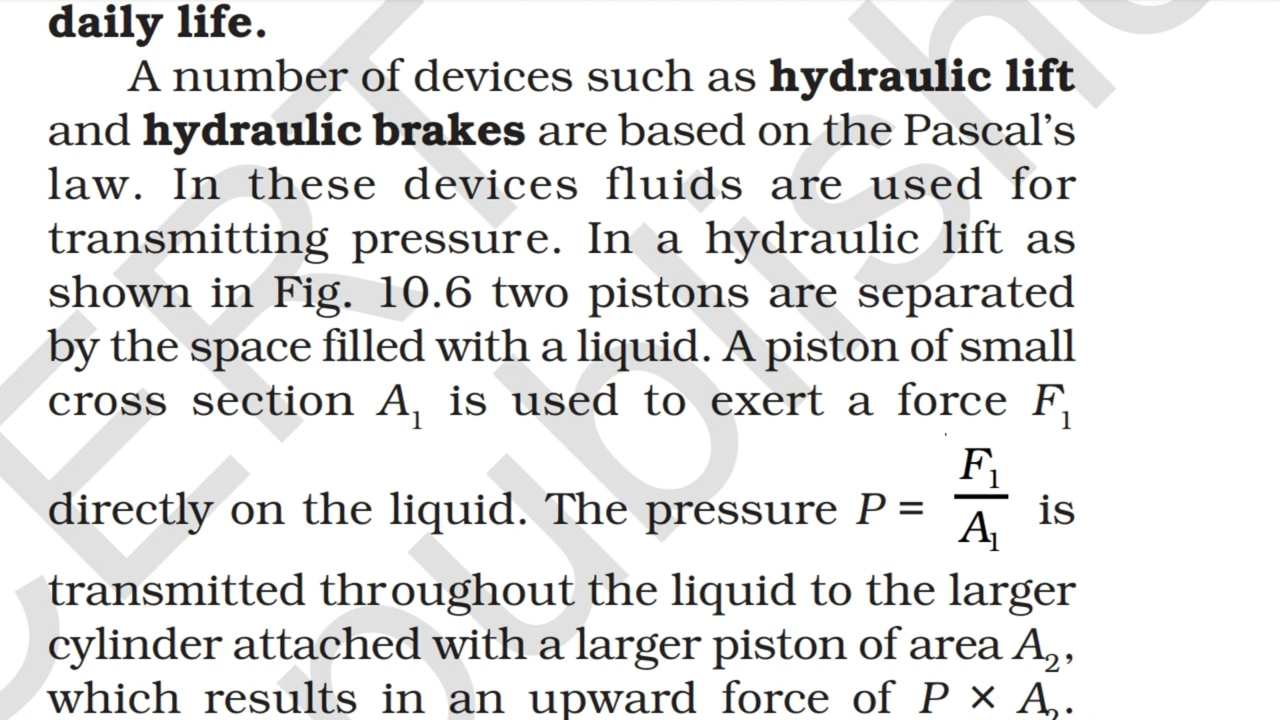 daily life.
A number of devices such as hydraulic lift
and hydraulic brakes are based on the Pascal's
law. In these devices fluids are used for
transmitting pressure. In a hydraulic lift as
shown in Fig. 10.6 two pistons are separated
by the space filled with a liquid. A piston of small
cross section A₁ is used to exert a force F₁
directly on the liquid. The pressure P = F₁/A₁ is
transmitted throughout the liquid to the larger
cylinder attached with a larger piston of area A₂,
which results in an upward force of P × A₂.